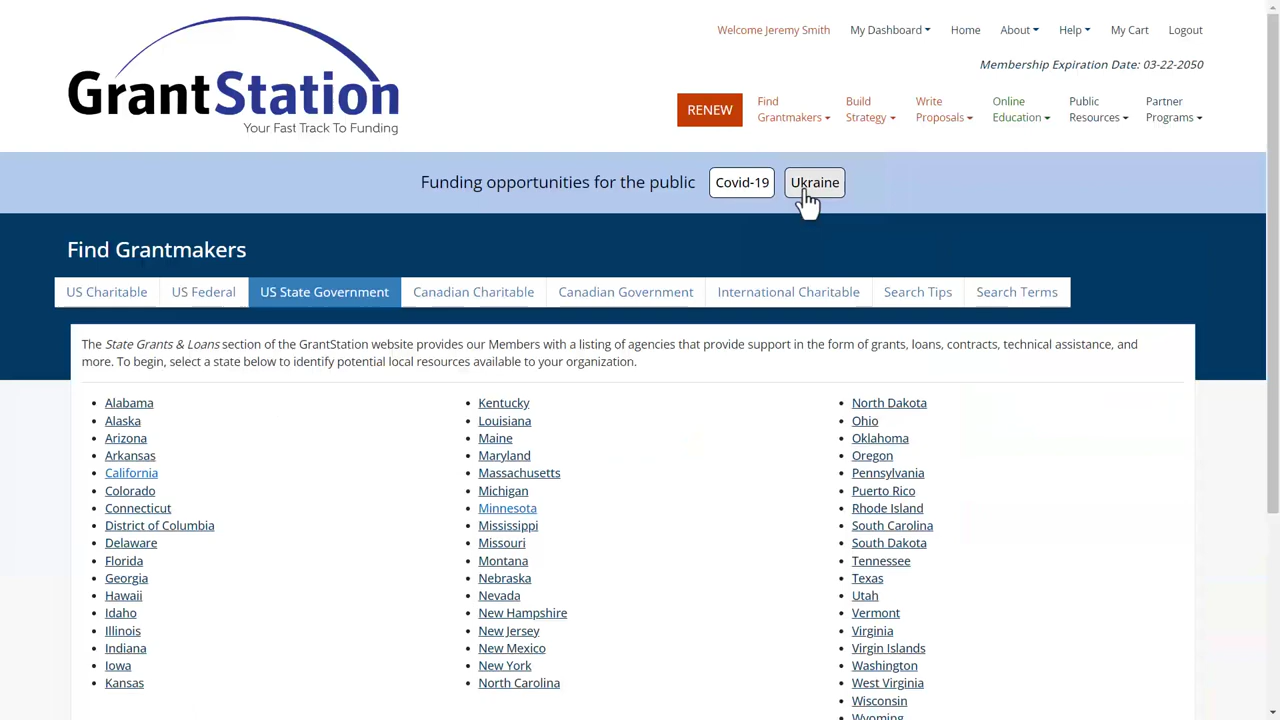 Welcome Jeremy Smith My Dashboard Home About Help My Cart Logout
Membership Expiration Date: 03-22-2050
GrantStation
Your Fast Track To Funding
RENEW
Find Grantmakers
Build Strategy
Write Proposals
Online Education
Public Resources
Partner Programs
Funding opportunities for the public Covid-19 Ukraine
Find Grantmakers
US Charitable US Federal US State Government Canadian Charitable Canadian Government International Charitable Search Tips Search Terms
The State Grants & Loans section of the GrantStation website provides our Members with a listing of agencies that provide support in the form of grants, loans, contracts, technical assistance, and
more. To begin, select a state below to identify potential local resources available to your organization.
Alabama
Alaska
Arizona
Arkansas
California
Colorado
Connecticut
District of Columbia
Delaware
Florida
Georgia
Hawaii
Idaho
Illinois
Indiana
Iowa
Kansas
Kentucky
Louisiana
Maine
Maryland
Massachusetts
Michigan
Minnesota
Mississippi
Missouri
Montana
Nebraska
Nevada
New Hampshire
New Jersey
New Mexico
New York
North Carolina
North Dakota
Ohio
Oklahoma
Oregon
Pennsylvania
Puerto Rico
Rhode Island
South Carolina
South Dakota
Tennessee
Texas
Utah
Vermont
Virginia
Virgin Islands
Washington
West Virginia
Wisconsin
Wyoming